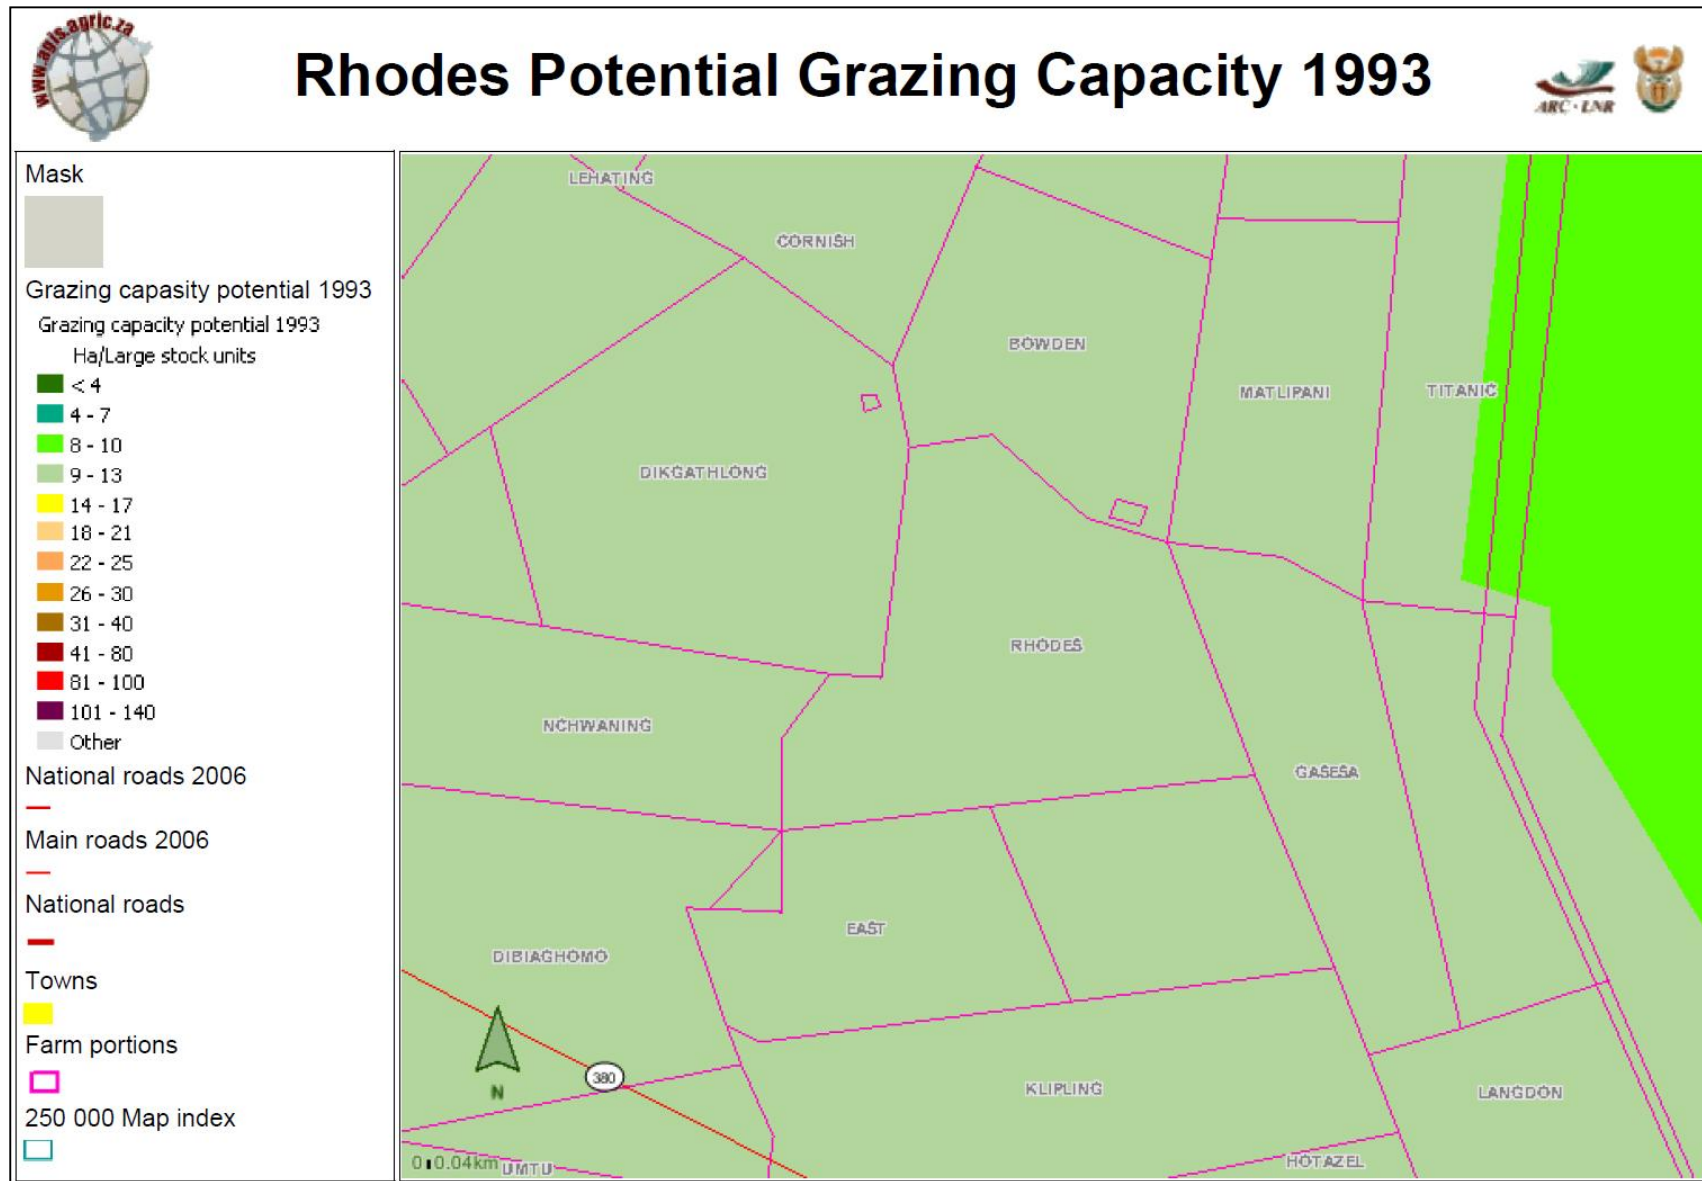 www.agis.agric.za
Rhodes Potential Grazing Capacity 1993
ARC • LNR
Mask
Grazing capasity potential 1993
Grazing capacity potential 1993
Ha/Large stock units
< 4
4 - 7
8 - 10
9 - 13
14 - 17
18 - 21
22 - 25
26 - 30
31 - 40
41 - 80
81 - 100
101 - 140
Other
National roads 2006
Main roads 2006
National roads
Towns
Farm portions
250 000 Map index
LEHATING
CORNISH
BOWDEN
MATLIPANI
TITANIC
DIKGATHLONG
RHODES
NCHWANING
GASESA
EAST
DIBIAGHOMO
380
N
KLIPLING
LANGDON
0 0.04km
UMTU
HOTAZEL